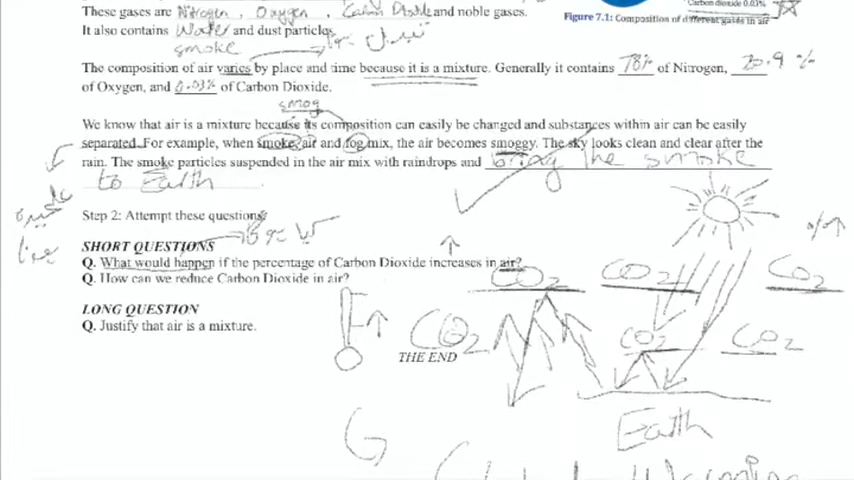 Carbon dioxide 0.03%
These gases are Nitrogen, Oxygen, Carbon Dioxide and noble gases.
Figure 7.1: Composition of different gases in air
It also contains Water and dust particles.
smoke
The composition of air varies by place and time because it is a mixture. Generally it contains 78% of Nitrogen, 20.9 %
of Oxygen, and 0.03% of Carbon Dioxide.
smog
We know that air is a mixture because its composition can easily be changed and substances within air can be easily
separated. For example, when smoke, air and fog mix, the air becomes smoggy. The sky looks clean and clear after the
rain. The smoke particles suspended in the air mix with raindrops and bring the smoke
to Earth
Step 2: Attempt these questions:
کیا ہوگا
SHORT QUESTIONS
Q. What would happen if the percentage of Carbon Dioxide increases in air?
CO2 CO2 CO2
Q. How can we reduce Carbon Dioxide in air?
LONG QUESTION
Q. Justify that air is a mixture.
CO2 CO2 CO2
THE END
Earth
G